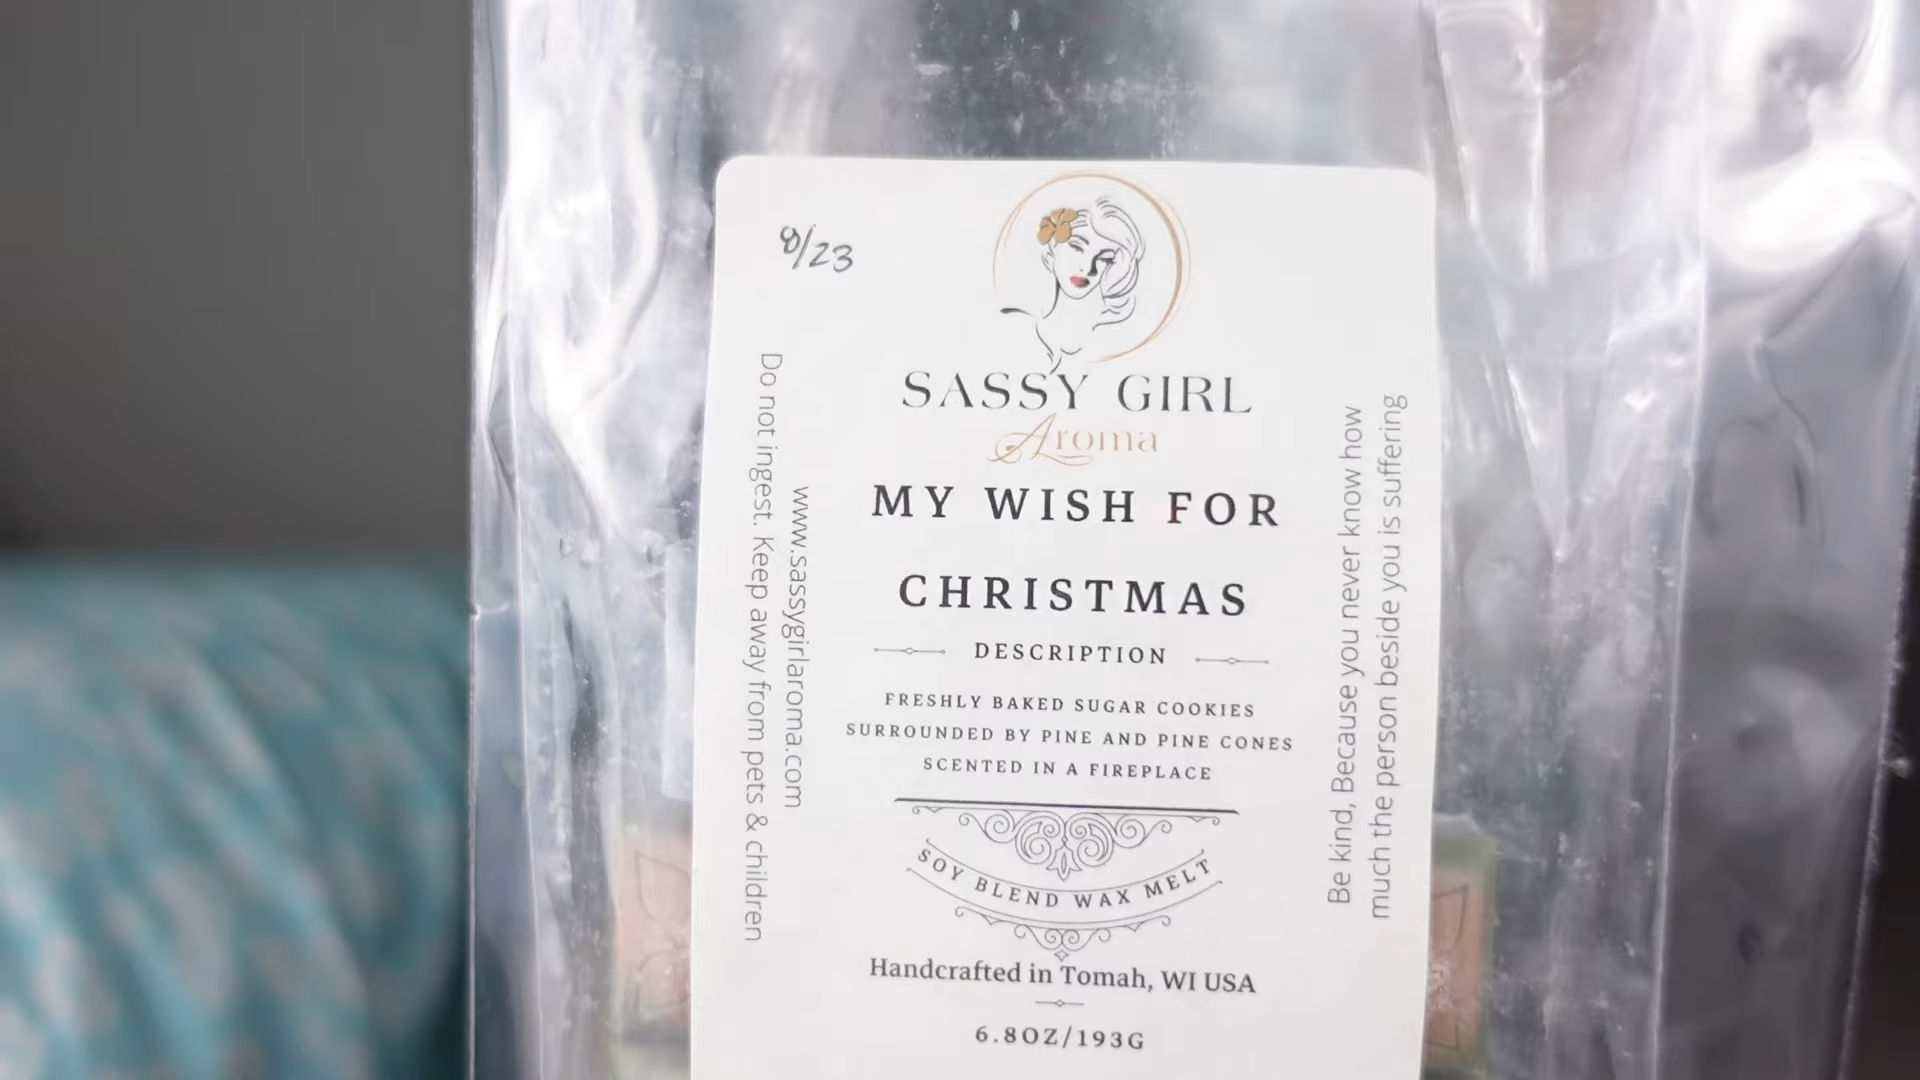 8/23
SASSY GIRL
Aroma
MY WISH FOR
CHRISTMAS
DESCRIPTION
FRESHLY BAKED SUGAR COOKIES
SURROUNDED BY PINE AND PINE CONES
SCENTED IN A FIREPLACE
SOY BLEND WAX MELT
Handcrafted in Tomah, WI USA
6.8OZ/193G
www.sassygirlaroma.com
Do not ingest. Keep away from pets & children
Be kind, Because you never know how
much the person beside you is suffering